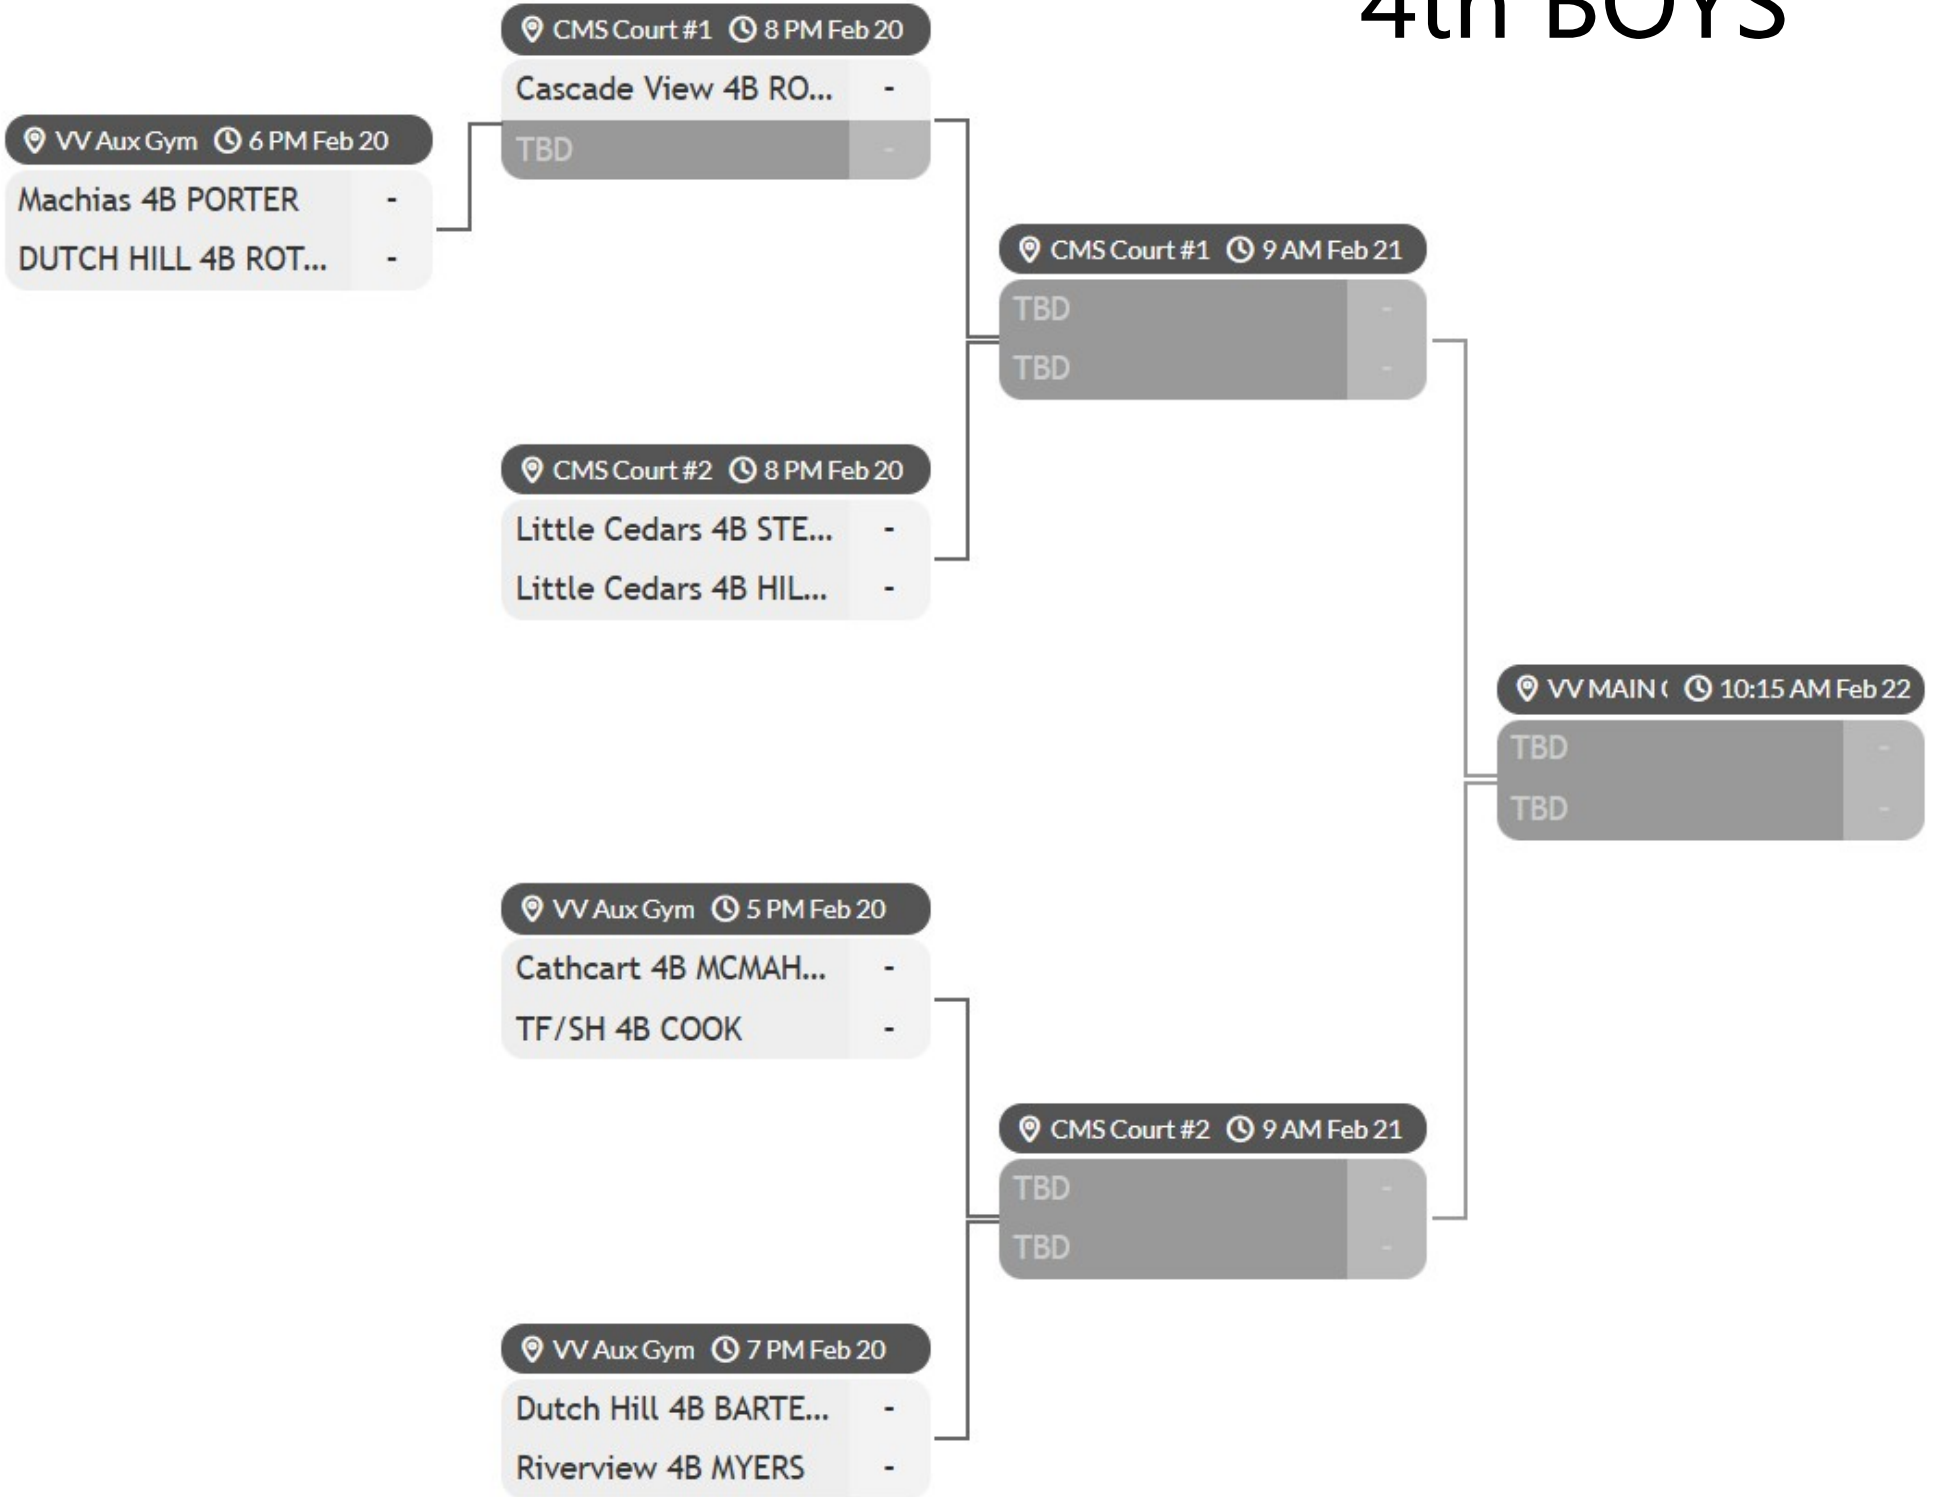 4th BOYS
CMS Court #1 8 PM Feb 20
Cascade View 4B RO... -
TBD -
VV Aux Gym 6 PM Feb 20
Machias 4B PORTER -
DUTCH HILL 4B ROT... -
CMS Court #1 9 AM Feb 21
TBD -
TBD -
CMS Court #2 8 PM Feb 20
Little Cedars 4B STE... -
Little Cedars 4B HIL... -
VV MAIN 10:15 AM Feb 22
TBD -
TBD -
VV Aux Gym 5 PM Feb 20
Cathcart 4B MCMAH... -
TF/SH 4B COOK -
CMS Court #2 9 AM Feb 21
TBD -
TBD -
VV Aux Gym 7 PM Feb 20
Dutch Hill 4B BARTE... -
Riverview 4B MYERS -